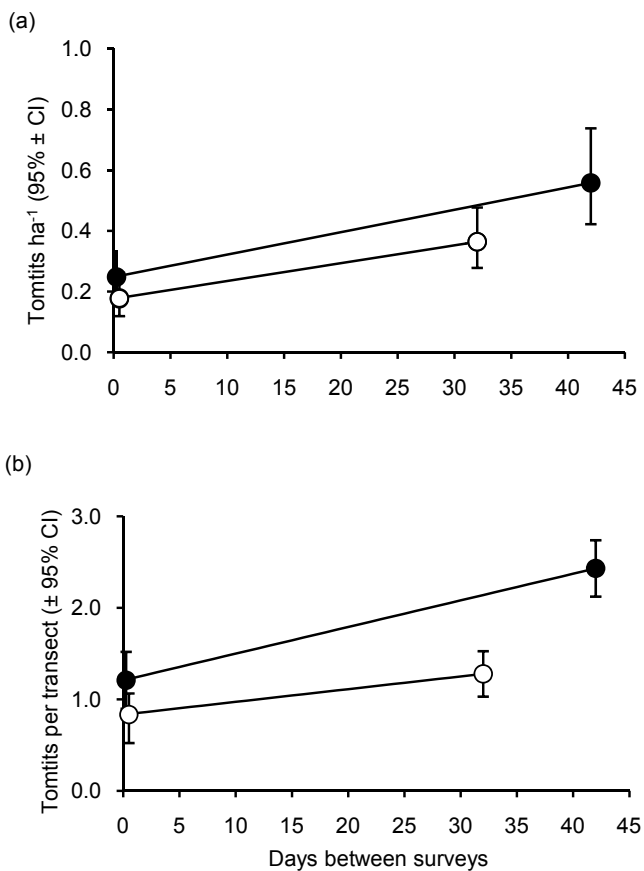 (a)
Tomtits ha⁻¹ (95% ± CI)
1.0
0.8
0.6
0.4
0.2
0.0
0 5 10 15 20 25 30 35 40 45
(b)
Tomtits per transect (± 95% CI)
3.0
2.0
1.0
0.0
0 5 10 15 20 25 30 35 40 45
Days between surveys